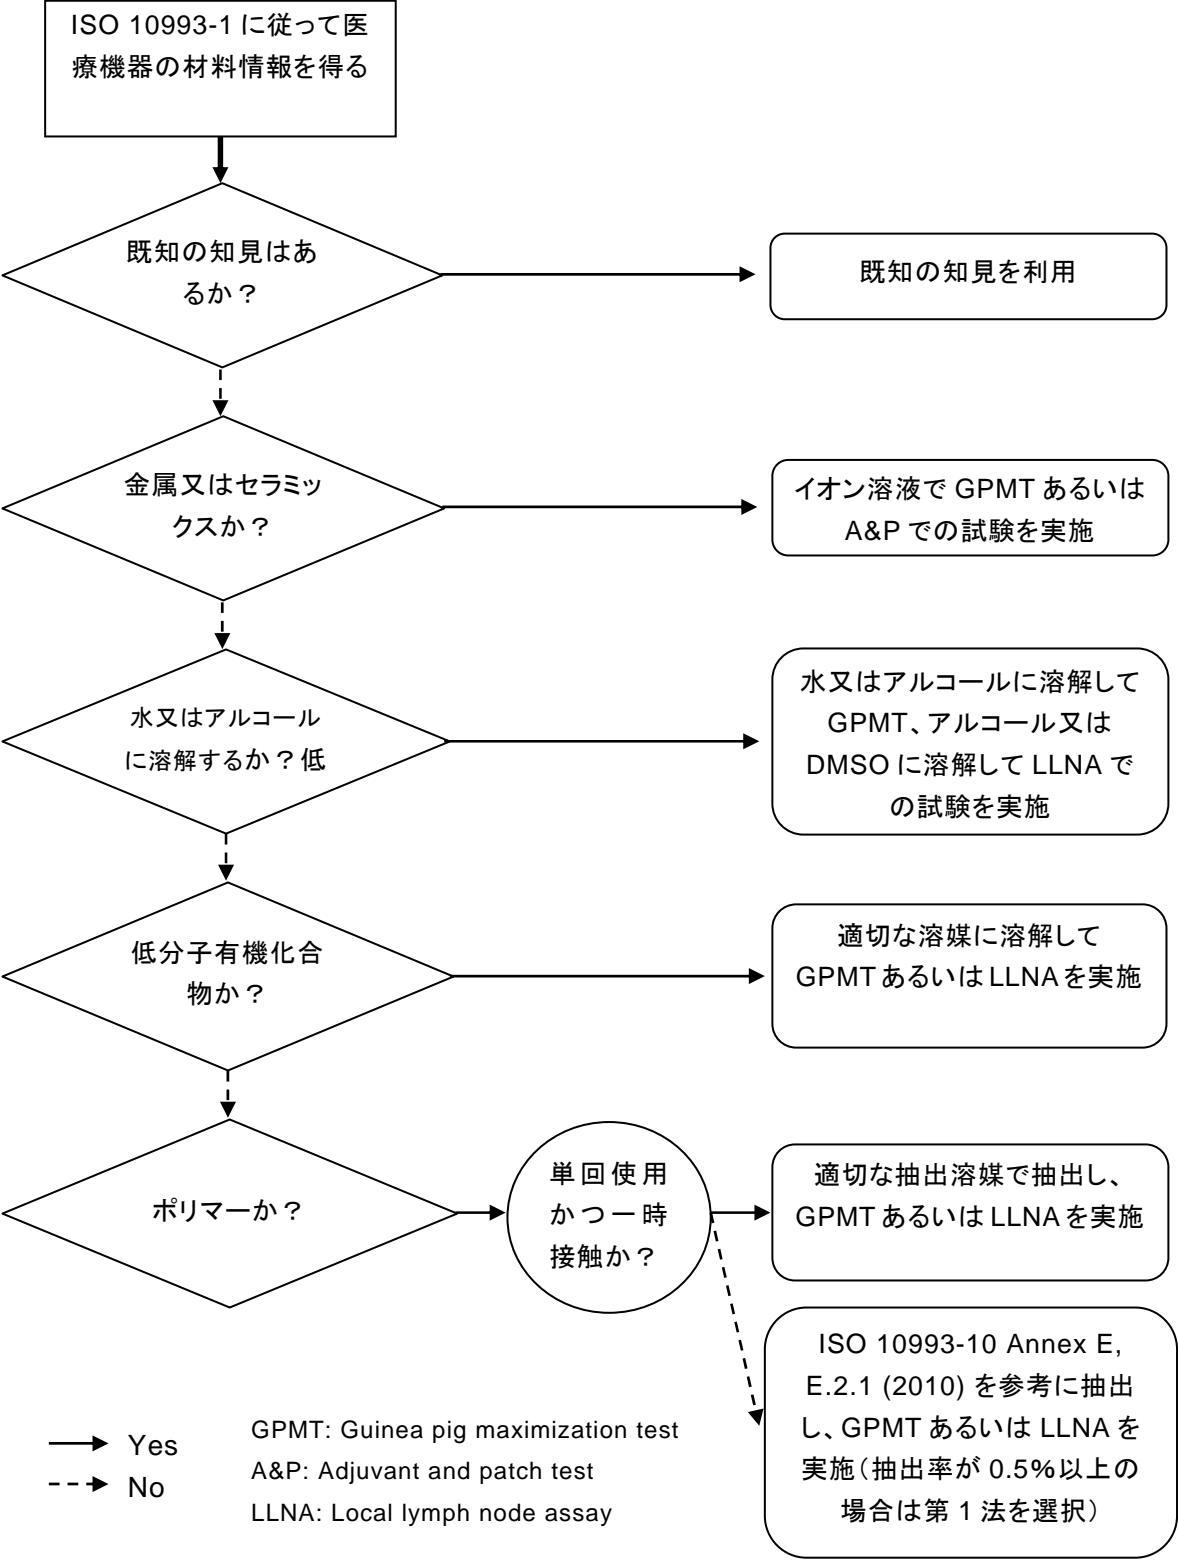 ISO 10993-1 に従って医
療機器の材料情報を得る
既知の知見はあ
るか？
既知の知見を利用
金属又はセラミッ
クスか？
イオン溶液で GPMT あるいは
A&P での試験を実施
水又はアルコール
に溶解するか？低
水又はアルコールに溶解して
GPMT、アルコール又は
DMSO に溶解して LLNA で
の試験を実施
低分子有機化合
物か？
適切な溶媒に溶解して
GPMT あるいは LLNA を実施
ポリマーか？
単回使用
かつ一時
接触か？
適切な抽出溶媒で抽出し、
GPMT あるいは LLNA を実施
ISO 10993-10 Annex E,
E.2.1 (2010) を参考に抽出
し、GPMT あるいは LLNA を
実施（抽出率が 0.5%以上の
場合は第 1 法を選択）
Yes
No
GPMT: Guinea pig maximization test
A&P: Adjuvant and patch test
LLNA: Local lymph node assay